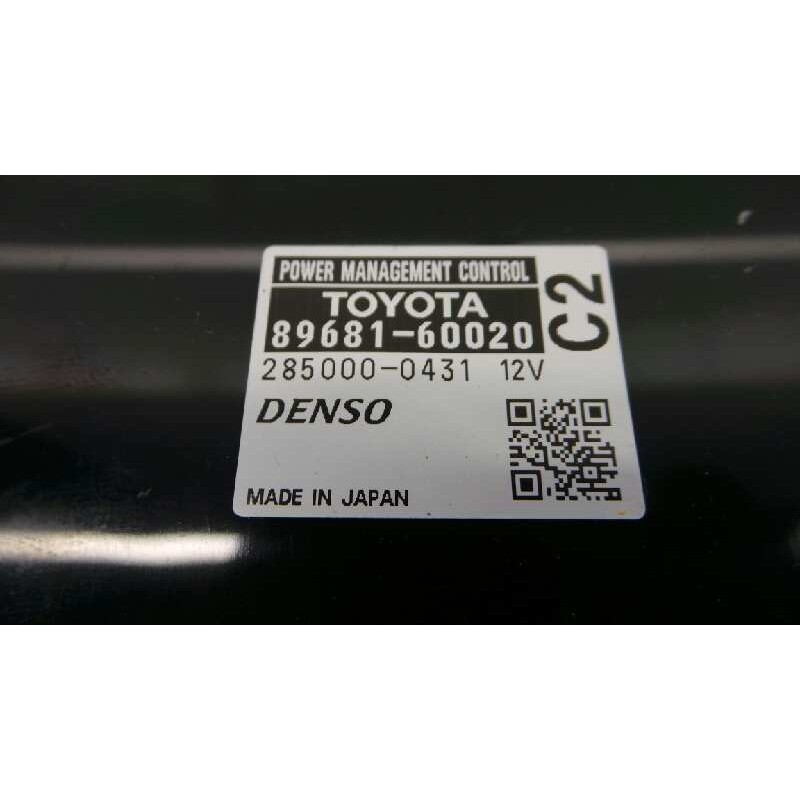 POWER MANAGEMENT CONTROL
TOYOTA
89681-60020
C2
285000-0431 12V
DENSO
MADE IN JAPAN